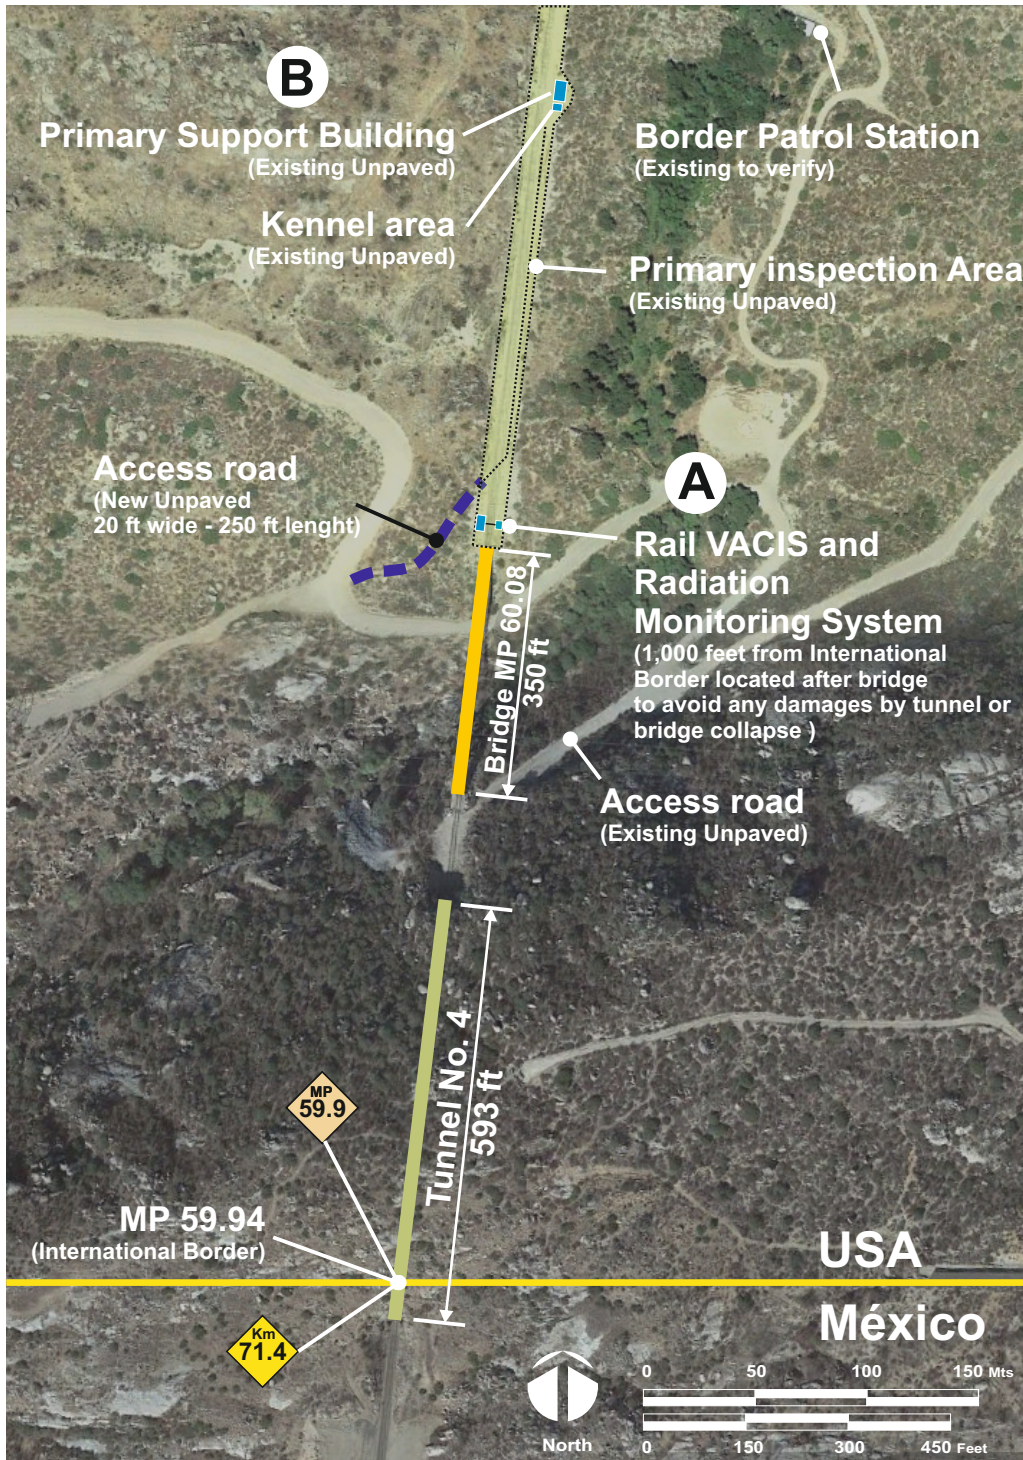 B
Primary Support Building
(Existing Unpaved)
Kennel area
(Existing Unpaved)
Border Patrol Station
(Existing to verify)
Primary inspection Area
(Existing Unpaved)
Access road
(New Unpaved
20 ft wide - 250 ft lenght)
A
Rail VACIS and
Radiation
Monitoring System
(1,000 feet from International
Border located after bridge
to avoid any damages by tunnel or
bridge collapse )
Bridge MP 60.08
350 ft
Access road
(Existing Unpaved)
Tunnel No. 4
593 ft
MP
59.9
MP 59.94
(International Border)
Km
71.4
USA
México
North
0 50 100 150 Mts
0 150 300 450 Feet